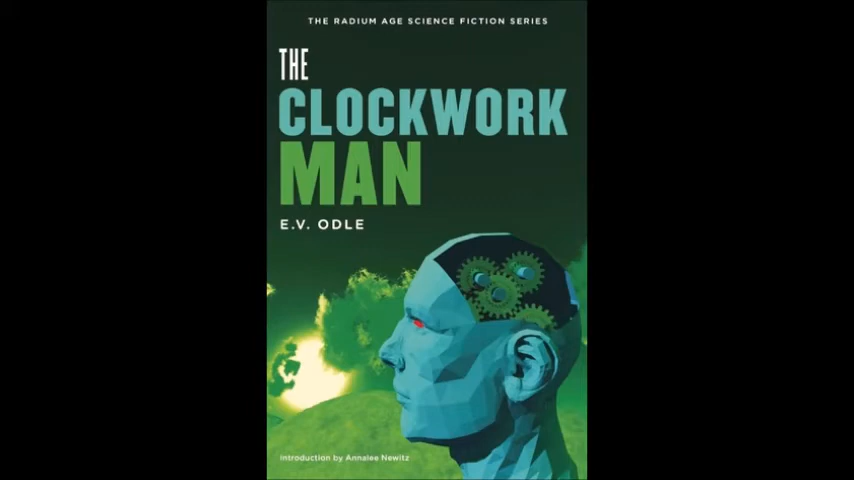 THE RADIUM AGE SCIENCE FICTION SERIES
THE
CLOCKWORK
MAN
E.V. ODLE
Introduction by Annalee Newitz